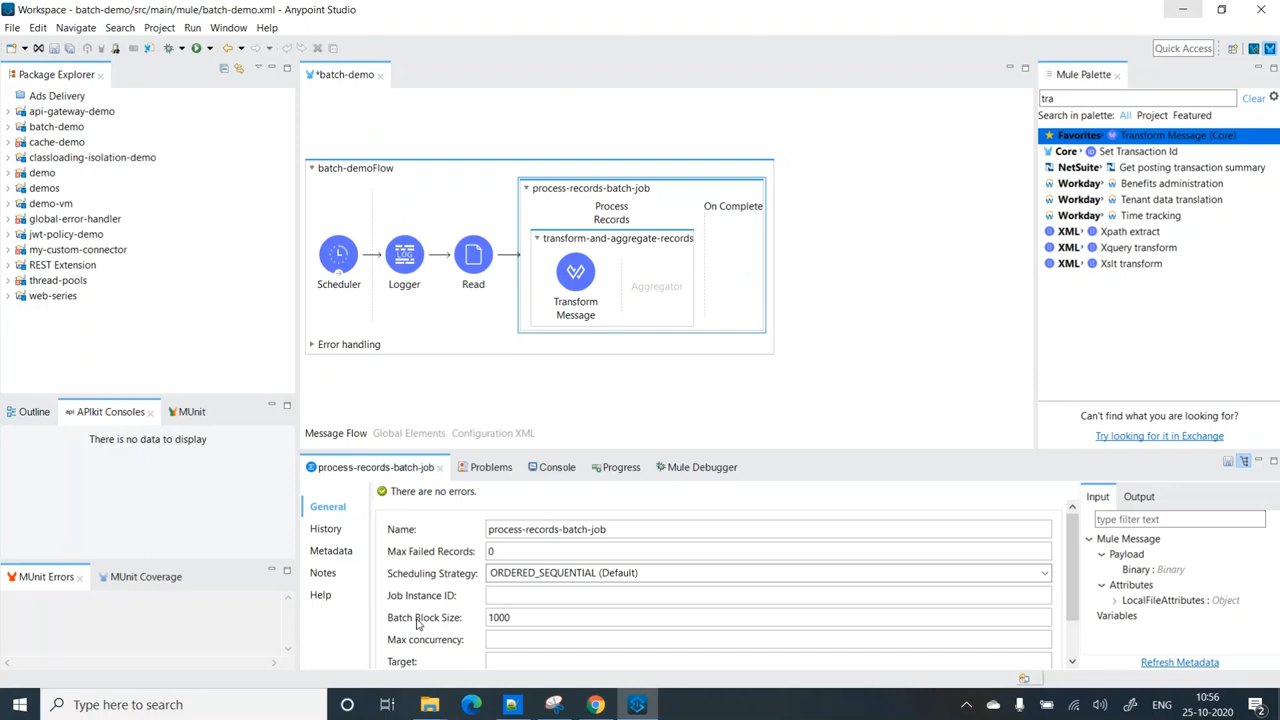 Workspace - batch-demo/src/main/mule/batch-demo.xml - Anypoint Studio
File Edit Navigate Search Project Run Window Help
Quick Access
Package Explorer
Ads Delivery
api-gateway-demo
batch-demo
cache-demo
classloading-isolation-demo
demo
demos
demo-vm
global-error-handler
jwt-policy-demo
my-custom-connector
REST Extension
thread-pools
web-series
Outline API APIkit Consoles MUnit
There is no data to display
MUnit Errors MUnit Coverage
*batch-demo
batch-demoFlow
process-records-batch-job
Process
Records
On Complete
transform-and-aggregate-records
LOG
Scheduler
Logger
Read
Transform
Message
Aggregator
Error handling
Message Flow Global Elements Configuration XML
Mule Palette
tra
Clear
Search in palette: All Project Featured
Favorites Transform Message (Core)
Core Set Transaction Id
NetSuite Get posting transaction summary
Workday Benefits administration
Workday Tenant data translation
Workday Time tracking
XML Xpath extract
XML Xquery transform
XML Xslt transform
Can't find what you are looking for?
Try looking for it in Exchange
process-records-batch-job Problems Console Progress Mule Debugger
There are no errors.
General
History
Metadata
Notes
Help
Name: process-records-batch-job
Max Failed Records: 0
Scheduling Strategy: ORDERED_SEQUENTIAL (Default)
Job Instance ID:
Batch Block Size: 1000
Max concurrency:
Target:
Input Output
type filter text
Mule Message
Payload
Binary : Binary
Attributes
LocalFileAttributes : Object
Variables
Refresh Metadata
Type here to search
ENG
10:56
25-10-2020
2